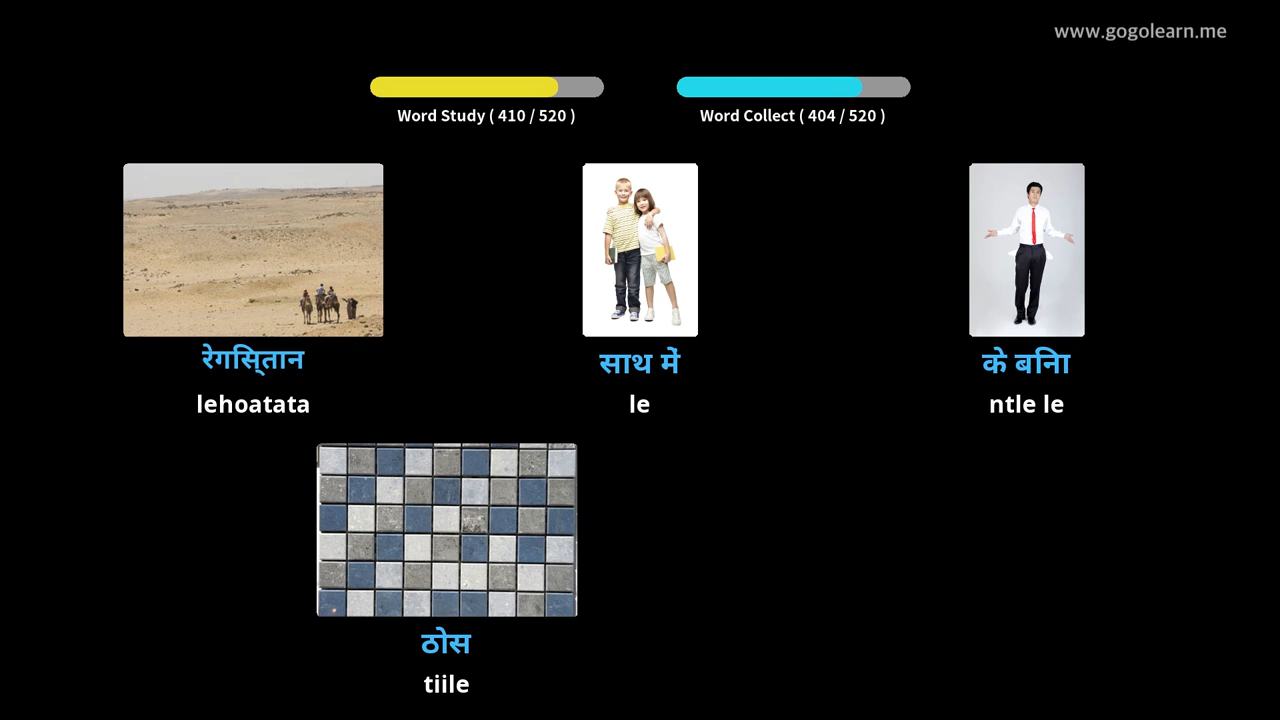 www.gogolearn.me
Word Study ( 410 / 520 )
Word Collect ( 404 / 520 )
रेगिस्तान
साथ में
के बिना
lehoatata
le
ntle le
ठोस
tiile